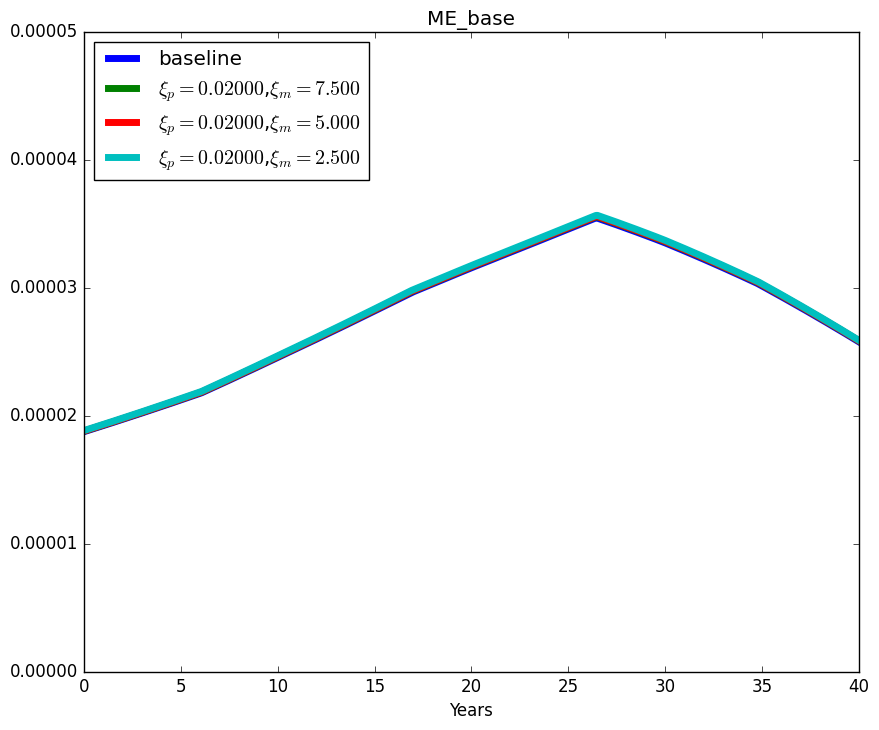 ME_base
0.00005
baseline
ξp = 0.02000,ξm = 7.500
ξp = 0.02000,ξm = 5.000
ξp = 0.02000,ξm = 2.500
0.00004
0.00003
0.00002
0.00001
0.00000
0 5 10 15 20 25 30 35 40
Years